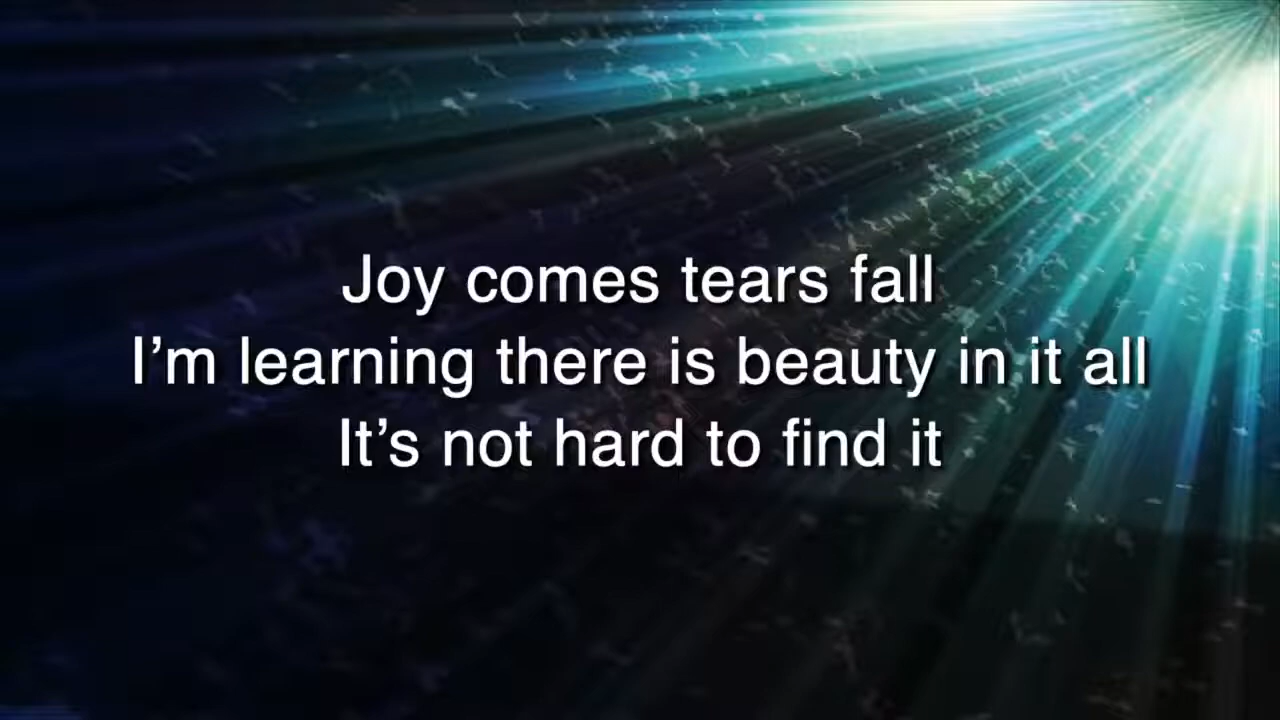 Joy comes tears fall
I’m learning there is beauty in it all
It’s not hard to find it